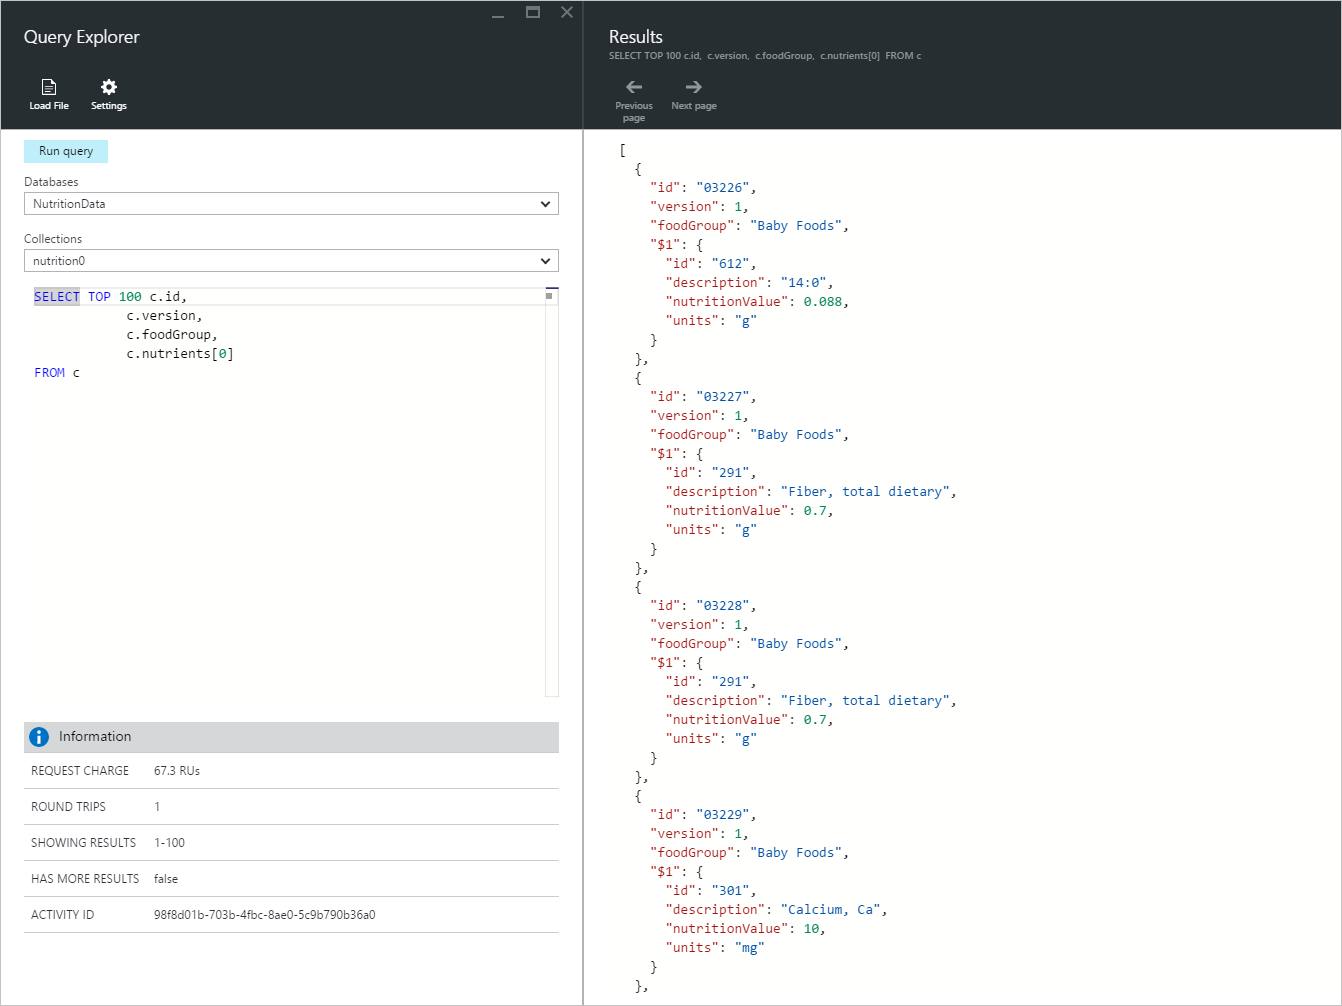 Query Explorer
Load File
Settings
Run query
Databases
NutritionData
Collections
nutrition0
SELECT TOP 100 c.id,
c.version,
c.foodGroup,
c.nutrients[0]
FROM c
Information
REQUEST CHARGE 67.3 RUs
ROUND TRIPS 1
SHOWING RESULTS 1-100
HAS MORE RESULTS false
ACTIVITY ID 98f8d01b-703b-4fbc-8ae0-5c9b790b36a0
Results
SELECT TOP 100 c.id, c.version, c.foodGroup, c.nutrients[0] FROM c
Previous page
Next page
[
{
"id": "03226",
"version": 1,
"foodGroup": "Baby Foods",
"$1": {
"id": "612",
"description": "14:0",
"nutritionValue": 0.088,
"units": "g"
}
},
{
"id": "03227",
"version": 1,
"foodGroup": "Baby Foods",
"$1": {
"id": "291",
"description": "Fiber, total dietary",
"nutritionValue": 0.7,
"units": "g"
}
},
{
"id": "03228",
"version": 1,
"foodGroup": "Baby Foods",
"$1": {
"id": "291",
"description": "Fiber, total dietary",
"nutritionValue": 0.7,
"units": "g"
}
},
{
"id": "03229",
"version": 1,
"foodGroup": "Baby Foods",
"$1": {
"id": "301",
"description": "Calcium, Ca",
"nutritionValue": 10,
"units": "mg"
}
},